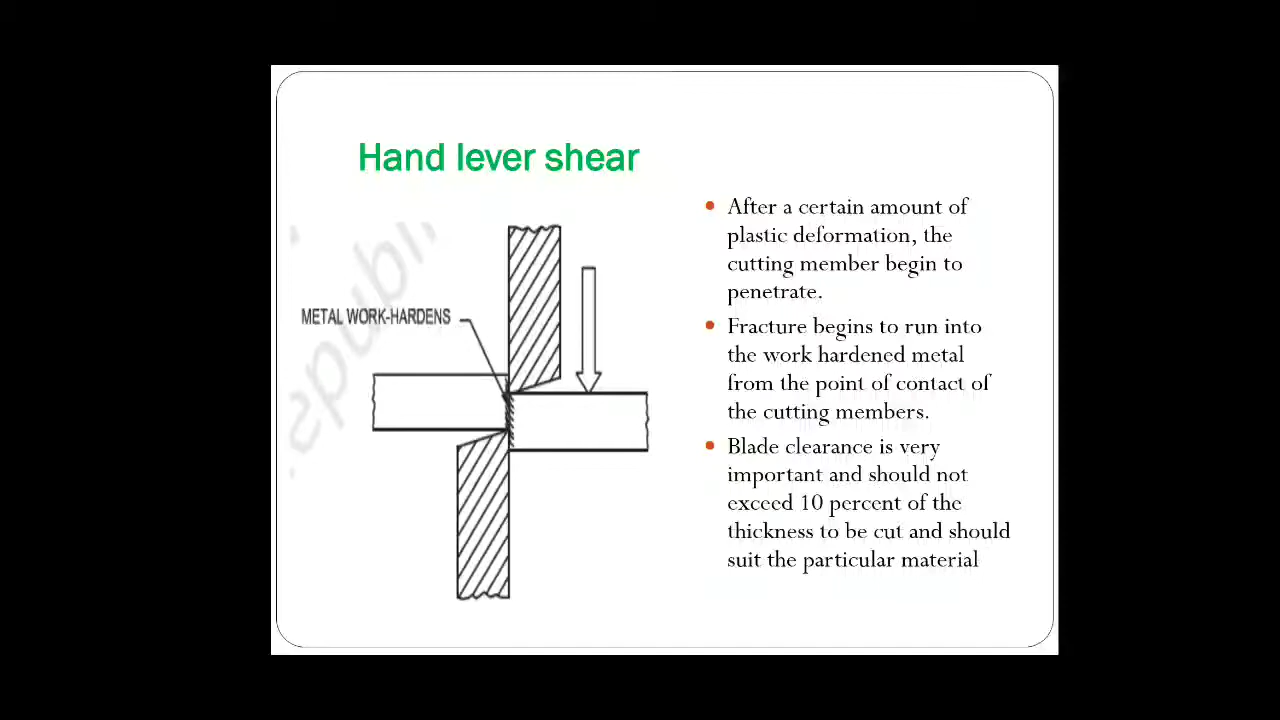 Hand lever shear
METAL WORK-HARDENS
• After a certain amount of
plastic deformation, the
cutting member begin to
penetrate.
• Fracture begins to run into
the work hardened metal
from the point of contact of
the cutting members.
• Blade clearance is very
important and should not
exceed 10 percent of the
thickness to be cut and should
suit the particular material